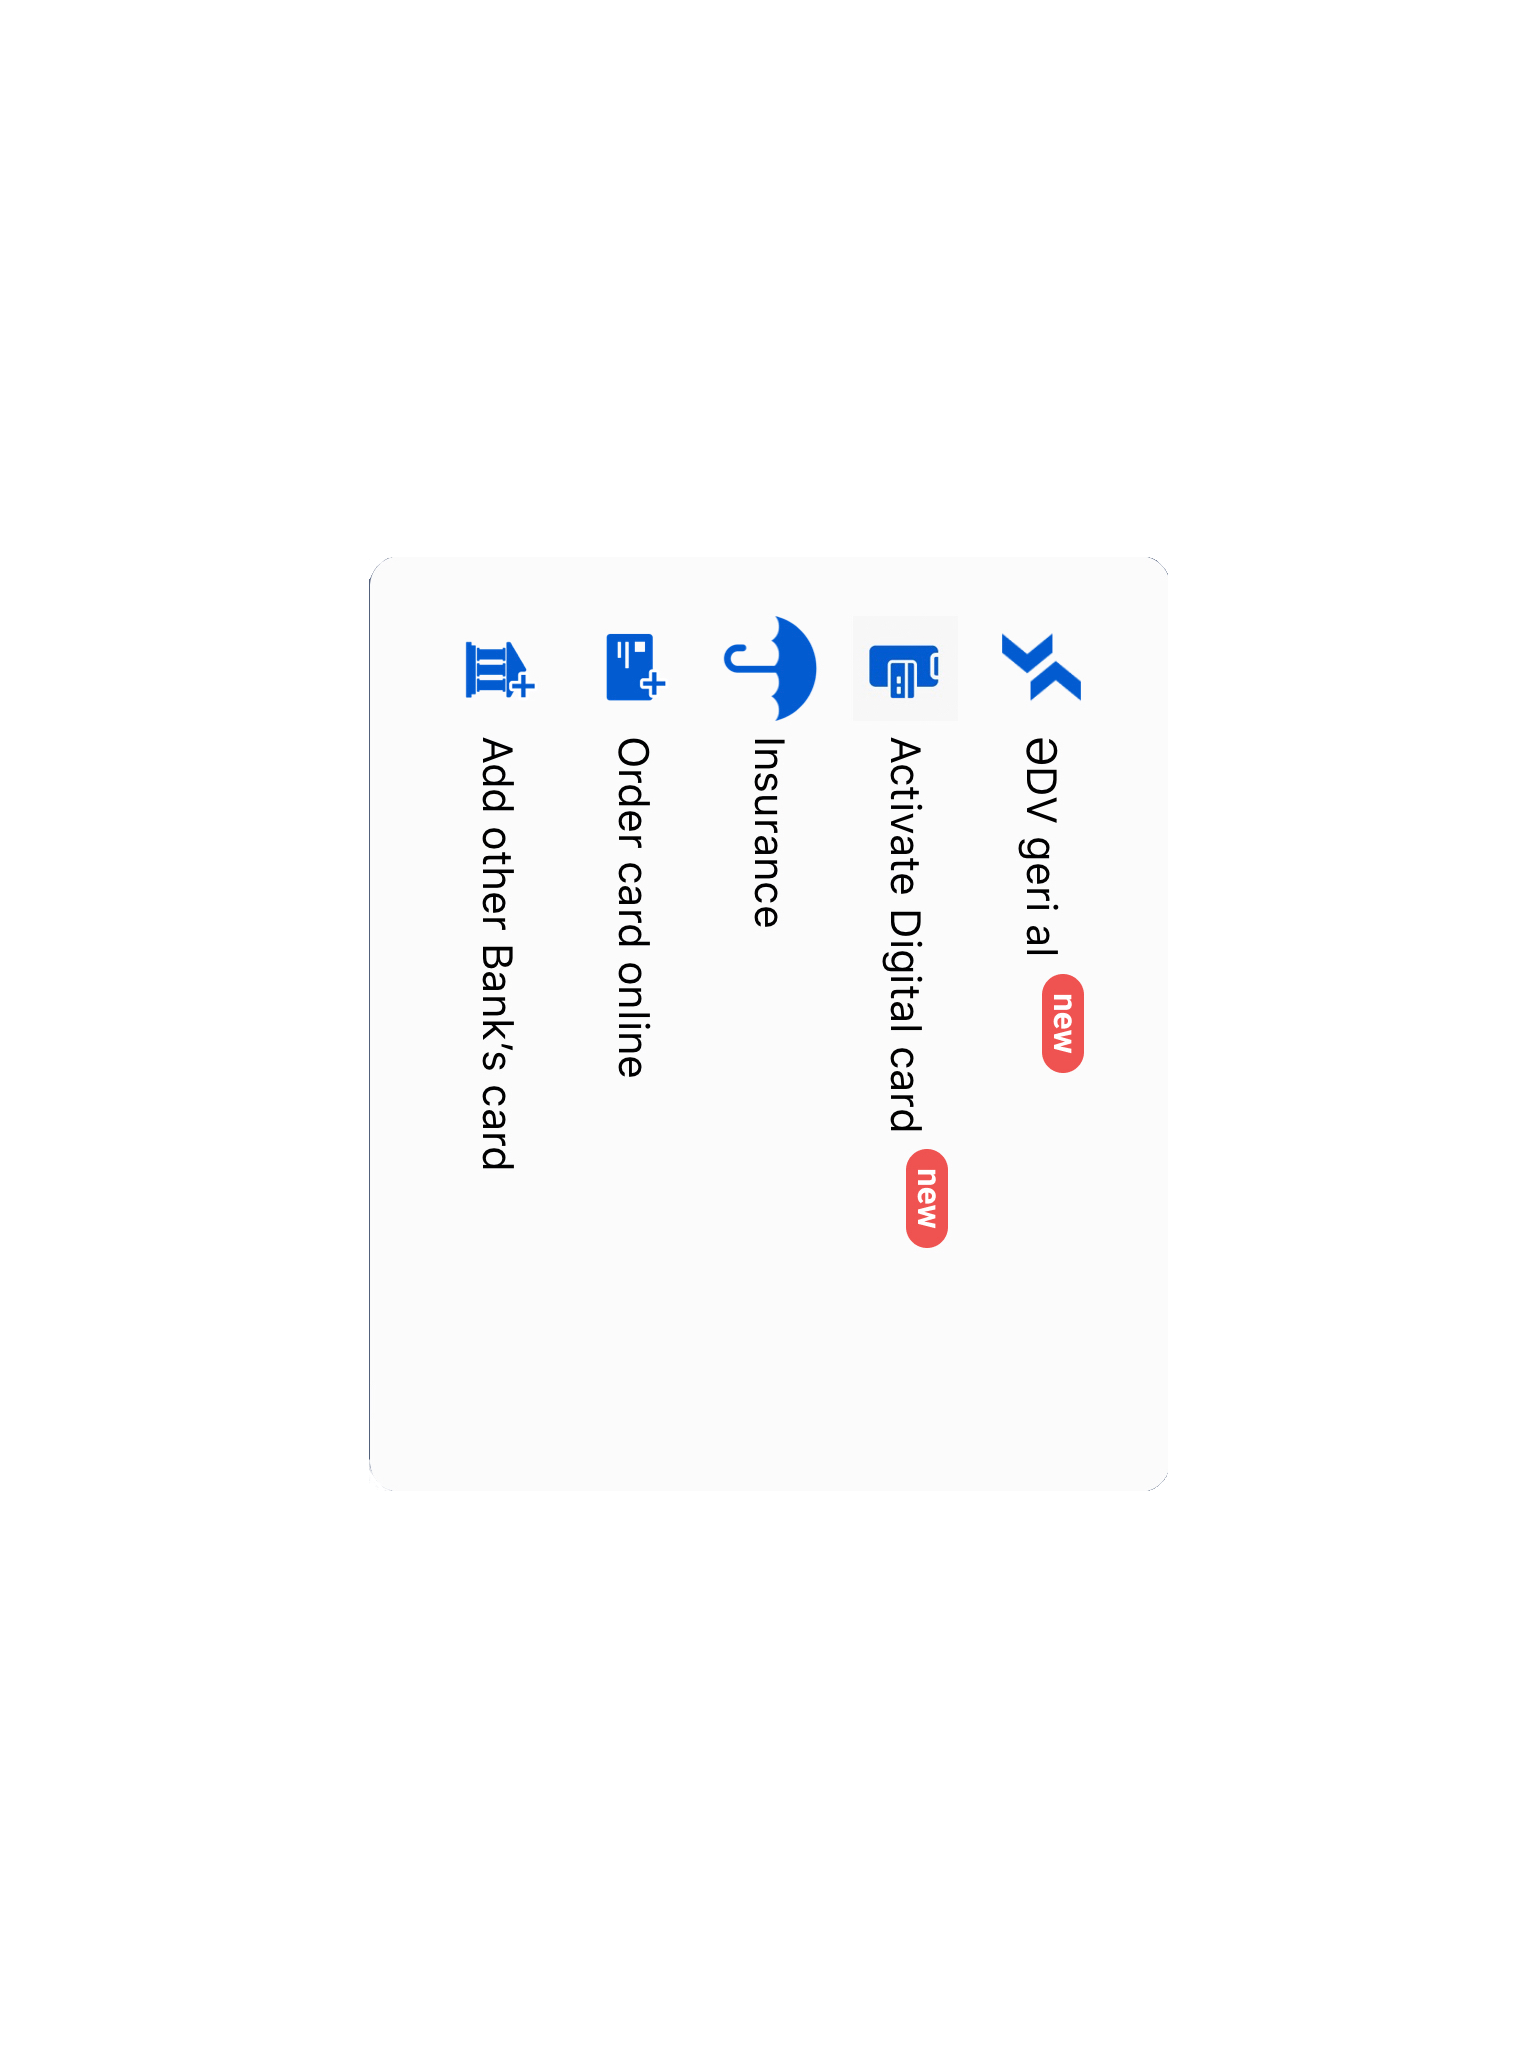 ƏDV geri al new
Activate Digital card new
Insurance
Order card online
Add other Bank's card